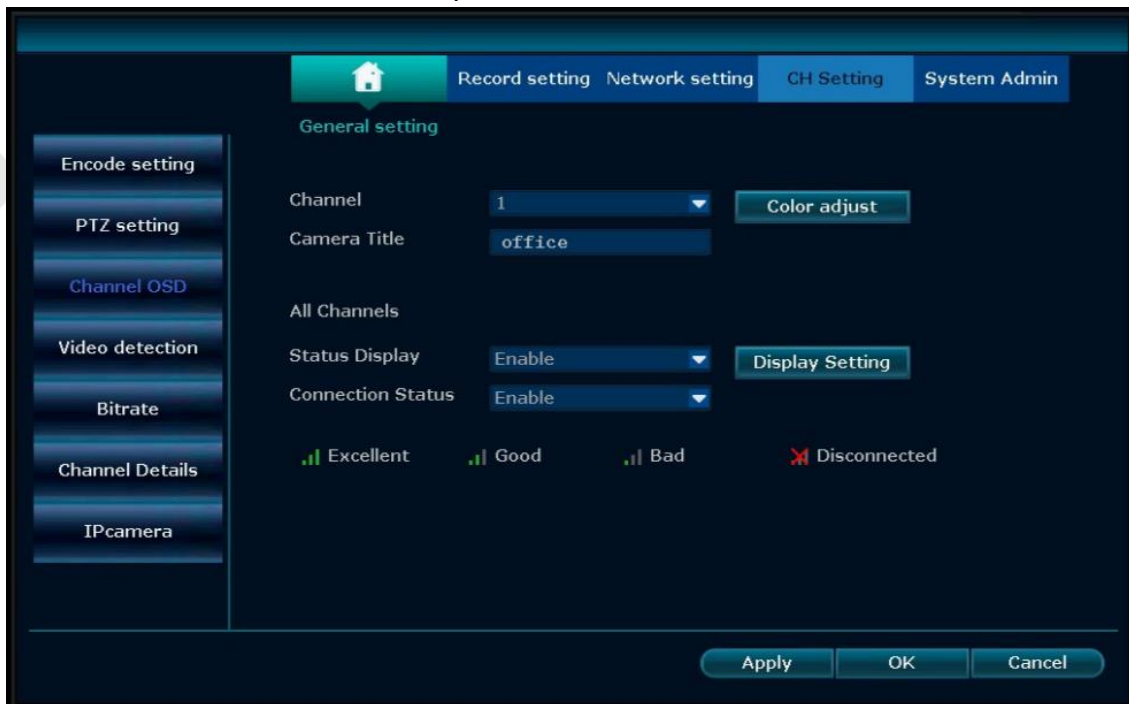 Record setting Network setting CH Setting System Admin
General setting
Encode setting
PTZ setting
Channel OSD
Video detection
Bitrate
Channel Details
IPcamera
Channel 1 Color adjust
Camera Title office
All Channels
Status Display Enable Display Setting
Connection Status Enable
Excellent Good Bad Disconnected
Apply OK Cancel